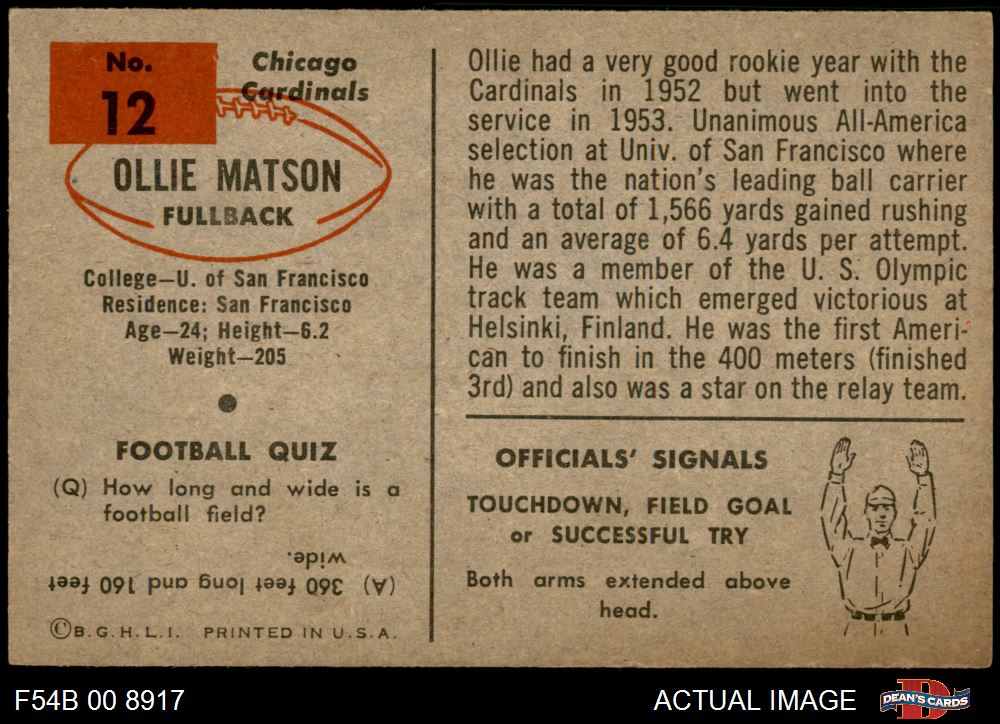 No.
12
Chicago
Cardinals
OLLIE MATSON
FULLBACK
College—U. of San Francisco
Residence: San Francisco
Age—24; Height—6.2
Weight—205
FOOTBALL QUIZ
(Q) How long and wide is a
football field?
(A) 360 feet long and 160 feet
wide.
©B.G.H.L.I. PRINTED IN U.S.A.
Ollie had a very good rookie year with the
Cardinals in 1952 but went into the
service in 1953. Unanimous All-America
selection at Univ. of San Francisco where
he was the nation's leading ball carrier
with a total of 1,566 yards gained rushing
and an average of 6.4 yards per attempt.
He was a member of the U. S. Olympic
track team which emerged victorious at
Helsinki, Finland. He was the first Ameri-
can to finish in the 400 meters (finished
3rd) and also was a star on the relay team.
OFFICIALS' SIGNALS
TOUCHDOWN, FIELD GOAL
or SUCCESSFUL TRY
Both arms extended above
head.
F54B 00 8917
ACTUAL IMAGE
D
DEAN'S CARDS